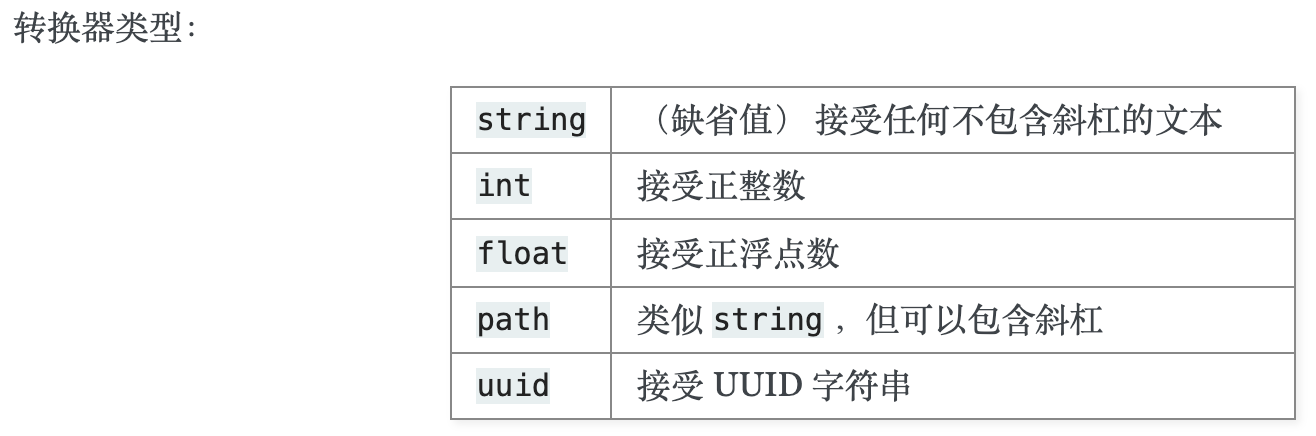 转换器类型：
string （缺省值） 接受任何不包含斜杠的文本
int 接受正整数
float 接受正浮点数
path 类似 string ，但可以包含斜杠
uuid 接受 UUID 字符串